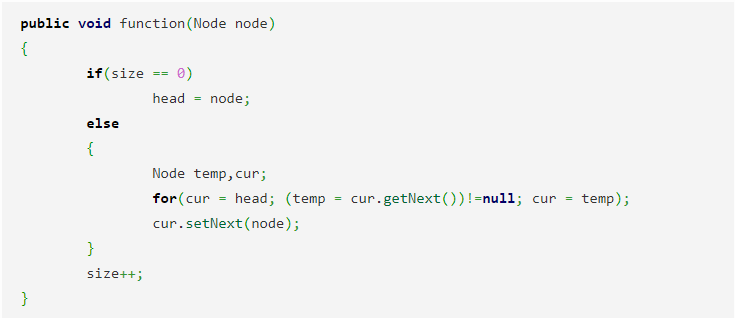 public void function(Node node)
{
if(size == 0)
head = node;
else
{
Node temp,cur;
for(cur = head; (temp = cur.getNext())!=null; cur = temp);
cur.setNext(node);
}
size++;
}